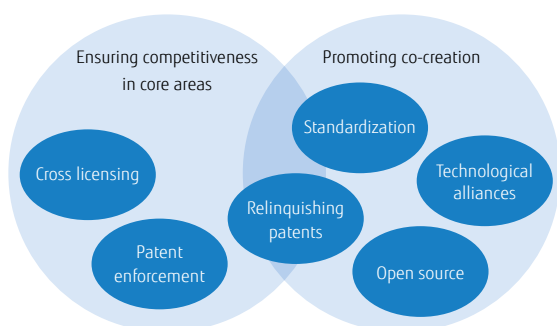 Ensuring competitiveness
in core areas
Promoting co-creation
Standardization
Cross licensing
Technological
alliances
Relinquishing
patents
Patent
enforcement
Open source